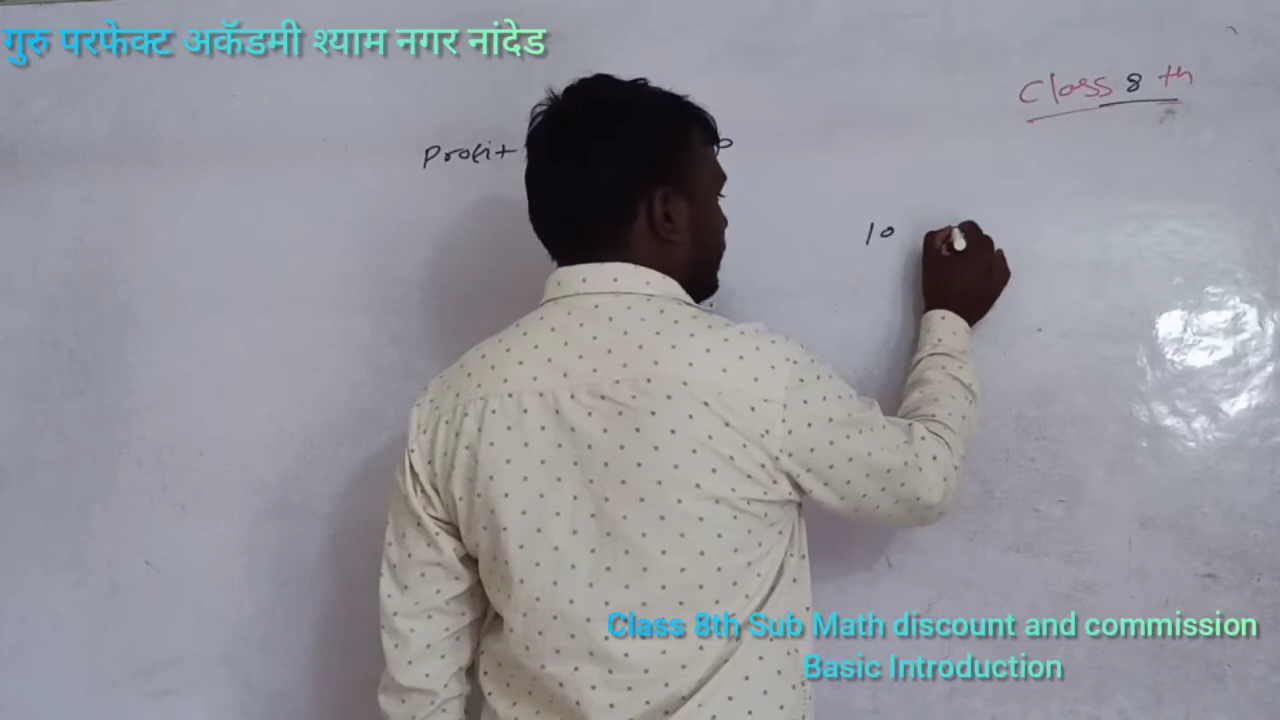 गुरु परफेक्ट अकॅडमी श्याम नगर नांदेड
Class 8 th
Profit
10
Class 8th Sub Math discount and commission
Basic Introduction